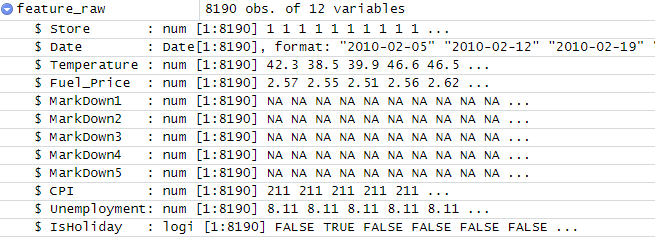 feature_raw 8190 obs. of 12 variables
$ Store : num [1:8190] 1 1 1 1 1 1 1 1 1 1 ...
$ Date : Date[1:8190], format: "2010-02-05" "2010-02-12" "2010-02-19" "
$ Temperature : num [1:8190] 42.3 38.5 39.9 46.6 46.5 ...
$ Fuel_Price : num [1:8190] 2.57 2.55 2.51 2.56 2.62 ...
$ MarkDown1 : num [1:8190] NA NA NA NA NA NA NA NA NA NA ...
$ MarkDown2 : num [1:8190] NA NA NA NA NA NA NA NA NA NA ...
$ MarkDown3 : num [1:8190] NA NA NA NA NA NA NA NA NA NA ...
$ MarkDown4 : num [1:8190] NA NA NA NA NA NA NA NA NA NA ...
$ MarkDown5 : num [1:8190] NA NA NA NA NA NA NA NA NA NA ...
$ CPI : num [1:8190] 211 211 211 211 211 ...
$ Unemployment: num [1:8190] 8.11 8.11 8.11 8.11 8.11 ...
$ IsHoliday : logi [1:8190] FALSE TRUE FALSE FALSE FALSE FALSE ...